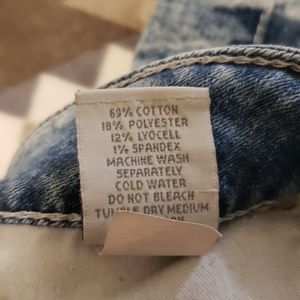 69% COTTON
18% POLYESTER
12% LYOCELL
1% SPANDEX
MACHINE WASH
SEPARATELY
COLD WATER
DO NOT BLEACH
TUMBLE DRY MEDIUM